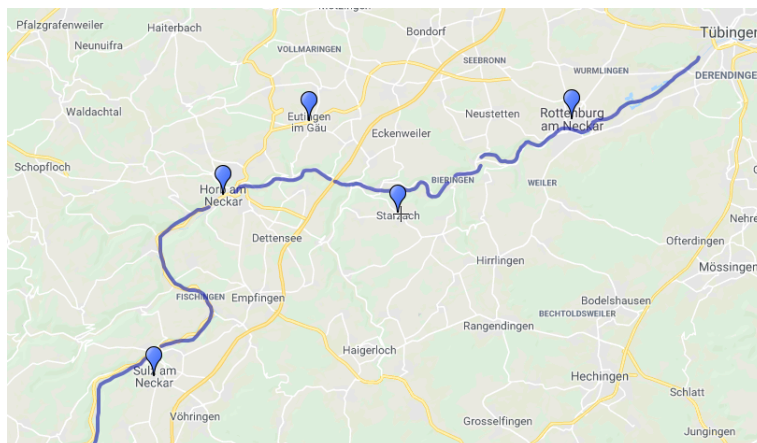 Pfalzgrafenweiler
Haiterbach
Bondorf
Tübingen
Neunuifra
VOLLMARINGEN
SEEBRONN
WURMLINGEN
DERENDINGEN
Waldachtal
Eutingen
im Gäu
Neustetten
Rottenburg
am Neckar
Eckenweiler
Schopfloch
Horb am
Neckar
BIERINGEN
WEILER
Starzach
Nehre
Dettensee
Ofterdingen
Hirrlingen
Mössingen
FISCHINGEN
Empfingen
Bodelshausen
BECHTOLDSWEILER
Rangendingen
Haigerloch
Sulz am
Neckar
Hechingen
Schlatt
Vöhringen
Grosselfingen
Jungingen